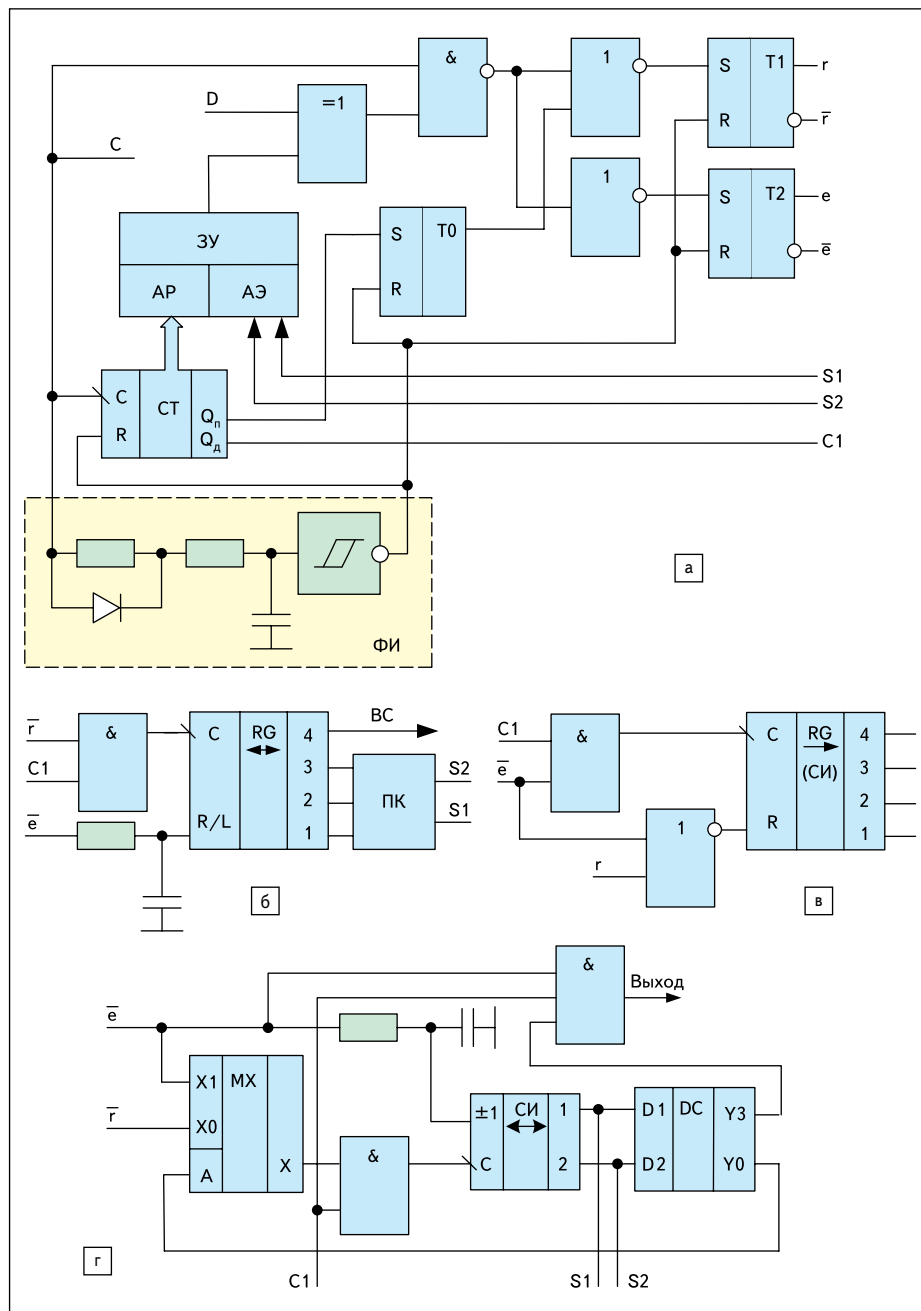 &
1
S T1 r
R r̅
D
=1
C
1
S T2 e
R e̅
ЗУ
АР АЭ
S T0
R
S1
S2
C1
C
R
СТ
Qп
Qд
а
ФИ
r̅
C1
e̅
&
C RG 4 ВС
3
2
R/L 1
ПК
S2
S1
б
C1
e̅
&
1
r
C RG 4
(СИ) 3
2
R 1
в
&
Выход
e̅
r̅
X1 MX
X0
A X
&
±1 СИ 1
C 2
D1 DC Y3
D2 Y0
г
C1
S1 S2